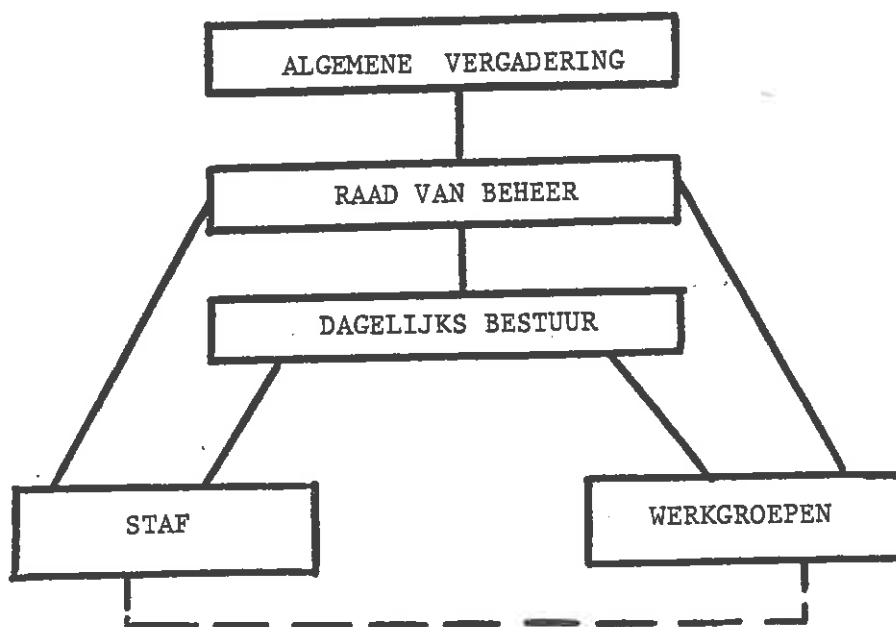 ALGEMENE VERGADERING
RAAD VAN BEHEER
DAGELIJKS BESTUUR
STAF
WERKGROEPEN